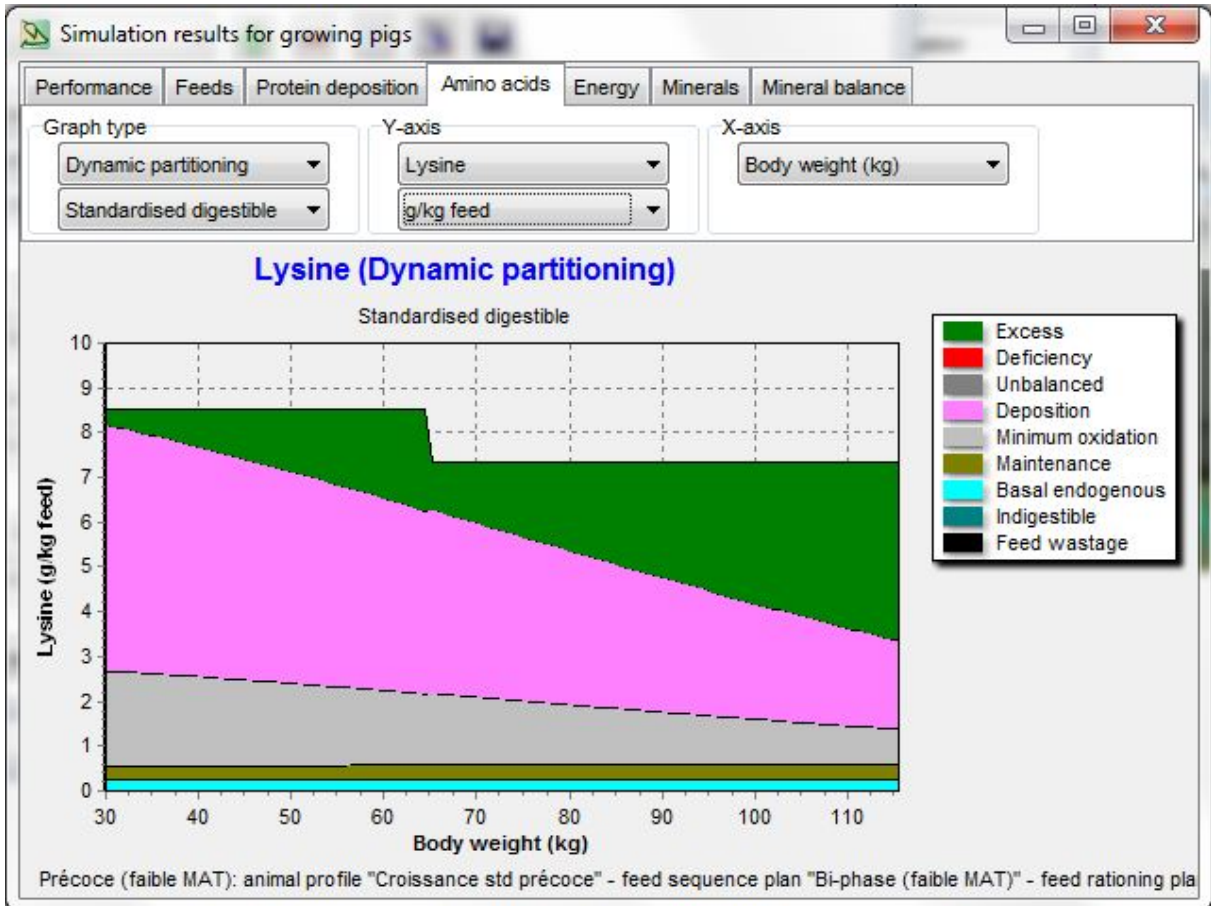 Simulation results for growing pigs
Performance Feeds Protein deposition Amino acids Energy Minerals Mineral balance
Graph type Y-axis X-axis
Dynamic partitioning Lysine Body weight (kg)
Standardised digestible g/kg feed
Lysine (Dynamic partitioning)
Standardised digestible
Lysine (g/kg feed)
10
9
8
7
6
5
4
3
2
1
0
30 40 50 60 70 80 90 100 110
Body weight (kg)
Excess
Deficiency
Unbalanced
Deposition
Minimum oxidation
Maintenance
Basal endogenous
Indigestible
Feed wastage
Précoce (faible MAT): animal profile "Croissance std précoce" - feed sequence plan "Bi-phase (faible MAT)" - feed rationing pla